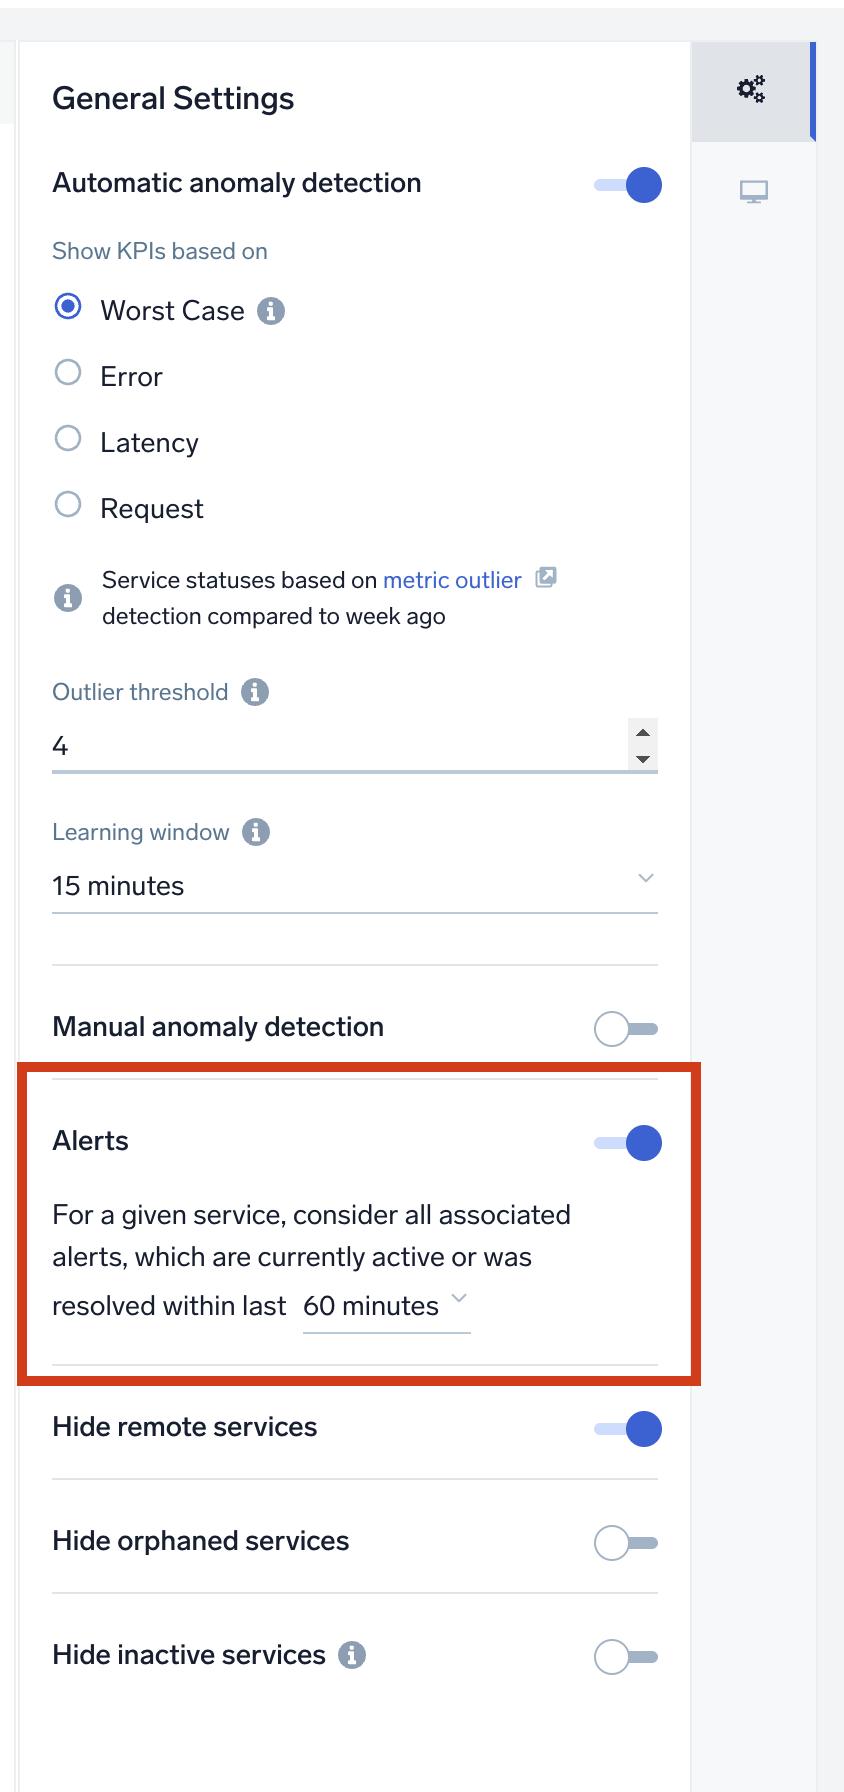 General Settings
Automatic anomaly detection
Show KPIs based on
Worst Case
Error
Latency
Request
Service statuses based on metric outlier
detection compared to week ago
Outlier threshold
4
Learning window
15 minutes
Manual anomaly detection
Alerts
For a given service, consider all associated
alerts, which are currently active or was
resolved within last 60 minutes
Hide remote services
Hide orphaned services
Hide inactive services